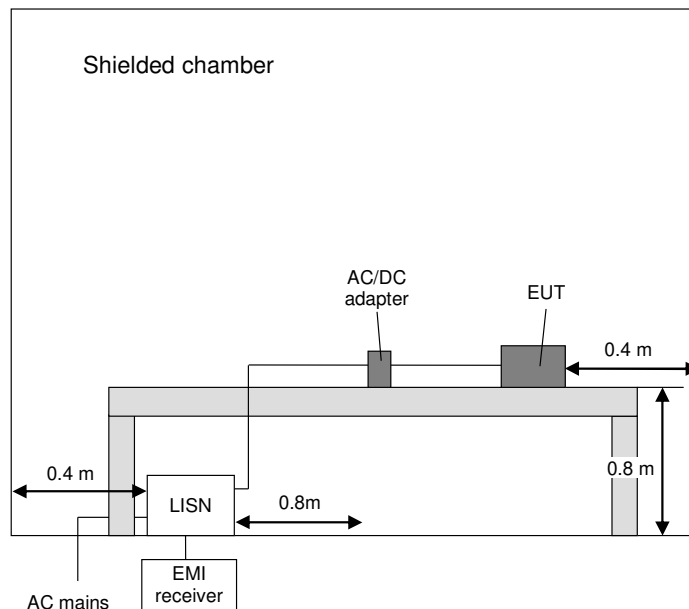 Shielded chamber
AC/DC
adapter
EUT
0.4 m
0.4 m
0.8 m
LISN
0.8m
EMI
receiver
AC mains